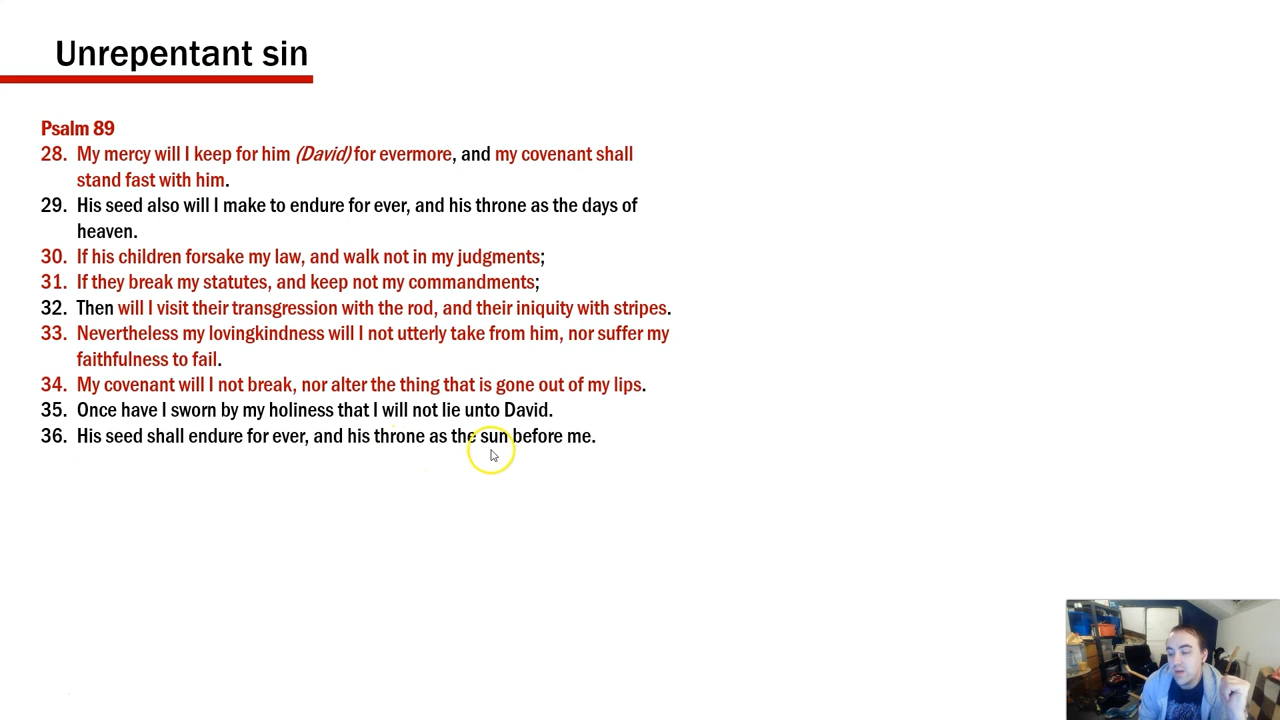 Unrepentant sin
Psalm 89
28. My mercy will I keep for him (David) for evermore, and my covenant shall
stand fast with him.
29. His seed also will I make to endure for ever, and his throne as the days of
heaven.
30. If his children forsake my law, and walk not in my judgments;
31. If they break my statutes, and keep not my commandments;
32. Then will I visit their transgression with the rod, and their iniquity with stripes.
33. Nevertheless my lovingkindness will I not utterly take from him, nor suffer my
faithfulness to fail.
34. My covenant will I not break, nor alter the thing that is gone out of my lips.
35. Once have I sworn by my holiness that I will not lie unto David.
36. His seed shall endure for ever, and his throne as the sun before me.